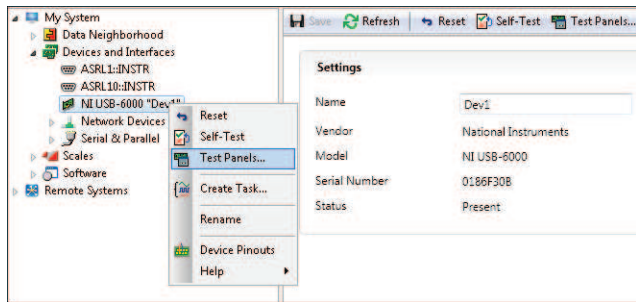 My System
Data Neighborhood
Devices and Interfaces
ASRL1::INSTR
ASRL10::INSTR
NI USB-6000 "Dev1"
Network Devices
Serial & Parallel
Scales
Software
Remote Systems
Reset
Self-Test
Test Panels...
Create Task...
Rename
Device Pinouts
Help
Save Refresh Reset Self-Test Test Panels...
Settings
Name Dev1
Vendor National Instruments
Model NI USB-6000
Serial Number 0186F30B
Status Present